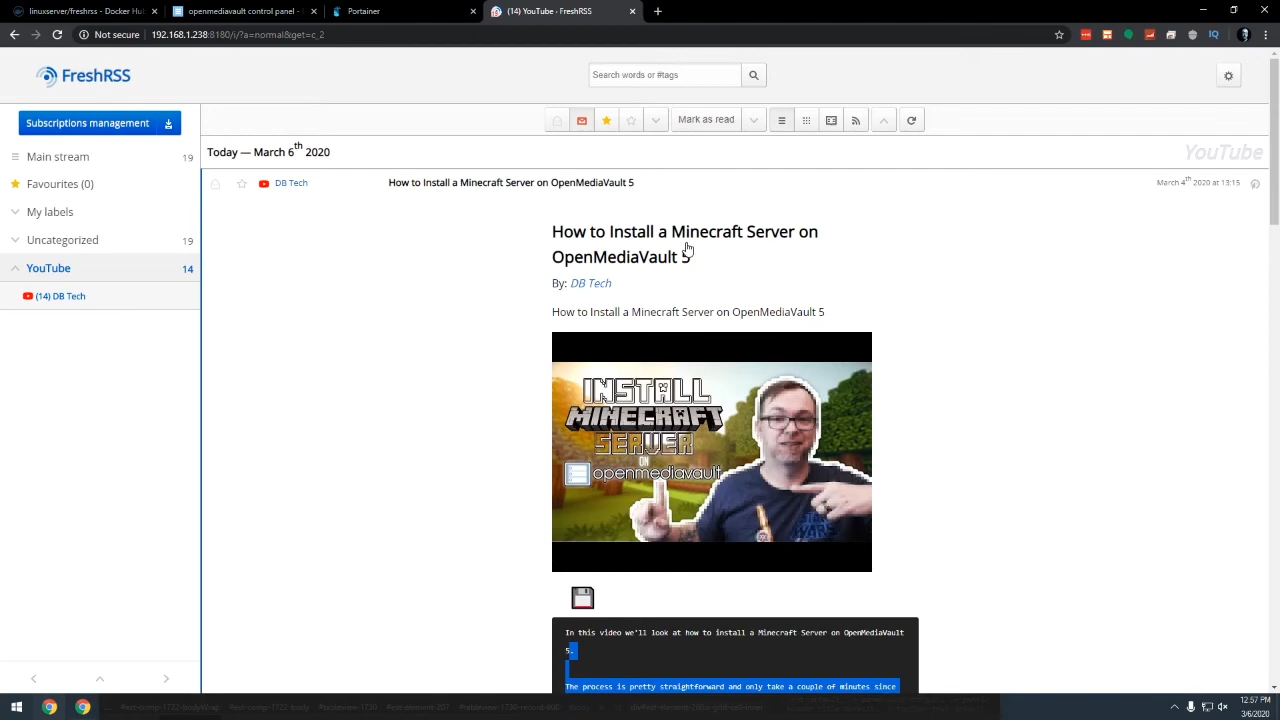 linuxserver/freshrss - Docker Hu
openmediavault control panel -
Portainer
(14) YouTube · FreshRSS
Not secure
192.168.1.238:8180/i/?a=normal&get=c_2
FreshRSS
Search words or #tags
Subscriptions management
Mark as read
Main stream 19
Favourites (0)
My labels
Uncategorized 19
YouTube 14
(14) DB Tech
Today — March 6th 2020
YouTube
DB Tech
How to Install a Minecraft Server on OpenMediaVault 5
March 4th 2020 at 13:15
How to Install a Minecraft Server on
OpenMediaVault 5
By: DB Tech
How to Install a Minecraft Server on OpenMediaVault 5
INSTALL
MINECRAFT
SERVER
ON
openmediavault
In this video we'll look at how to install a Minecraft Server on OpenMediaVault
5.
The process is pretty straightforward and only take a couple of minutes since
12:57 PM
3/6/2020